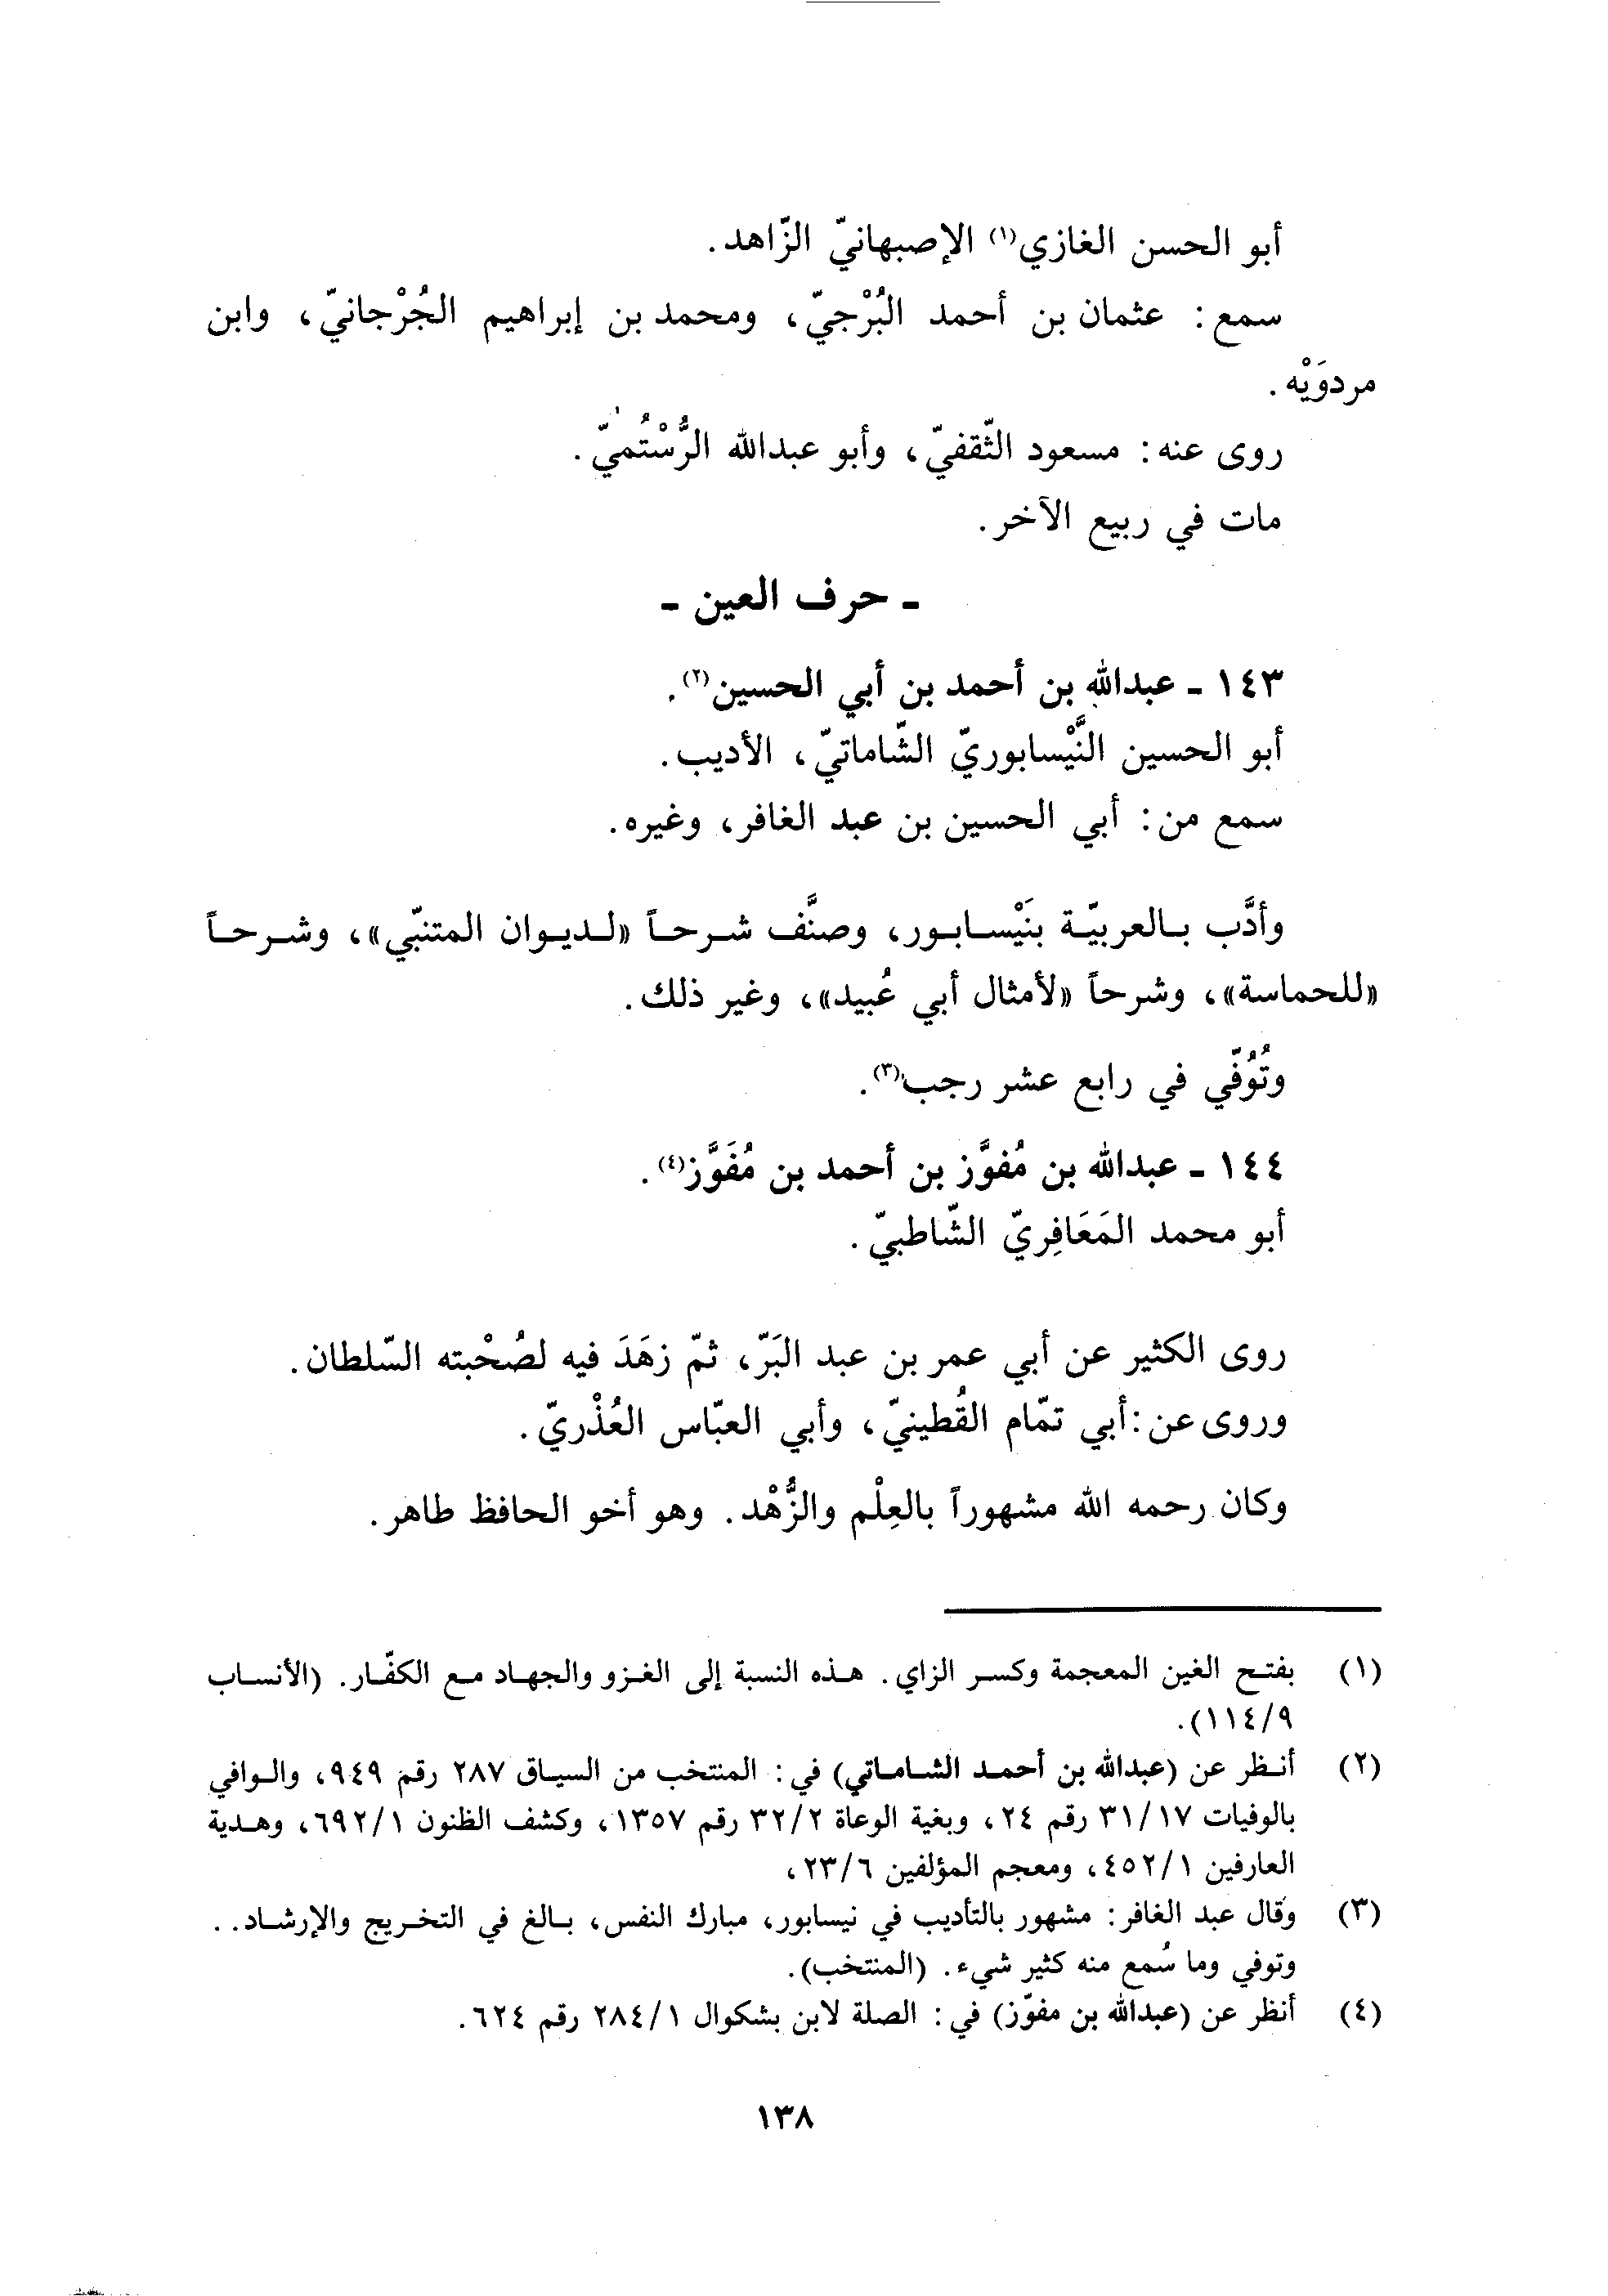 أبو الحسن الغازي(١) الإصبهانيّ الزّاهد.
سمع: عثمان بن أحمد البُرْجيّ، ومحمد بن إبراهيم الجُرْجانيّ، وابن
مردوَيْه.
روى عنه: مسعود الثّقفيّ، وأبو عبدالله الرُّسْتُميّ.
مات في ربيع الآخر.
ـ حرف العين ـ
١٤٣ ـ عبدالله بن أحمد بن أبي الحسين(٢).
أبو الحسين النَّيْسابوريّ الشّاماتيّ، الأديب.
سمع من: أبي الحسين بن عبد الغافر، وغيره.
وأدَّب بالعربيّة بنَيْسابور، وصنَّف شرحاً «لديوان المتنبّي»، وشرحاً
«للحماسة»، وشرحاً «لأمثال أبي عُبيد»، وغير ذلك.
وتُوُفّي في رابع عشر رجب(٣).
١٤٤ ـ عبدالله بن مُفوَّز بن أحمد بن مُفَوَّز(٤).
أبو محمد المَعَافِريّ الشّاطبيّ.
روى الكثير عن أبي عمر بن عبد البَرّ، ثمّ زهَدَ فيه لصُحْبته السّلطان.
وروى عن: أبي تمّام القُطينيّ، وأبي العبّاس العُذْريّ.
وكان رحمه الله مشهوراً بالعِلْم والزُّهْد. وهو أخو الحافظ طاهر.
(١) بفتح الغين المعجمة وكسر الزاي. هذه النسبة إلى الغزو والجهاد مع الكفّار. (الأنساب
١١٤/٩).
(٢) أنظر عن (عبدالله بن أحمد الشاماتي) في: المنتخب من السياق ٢٨٧ رقم ٩٤٩، والوافي
بالوفيات ٣١/١٧ رقم ٢٤، وبغية الوعاة ٣٢/٢ رقم ١٣٥٧، وكشف الظنون ٦٩٢/١، وهدية
العارفين ٤٥٢/١، ومعجم المؤلفين ٢٣/٦،
(٣) وقال عبد الغافر: مشهور بالتأديب في نيسابور، مبارك النفس، بالغ في التخريج والإرشاد..
وتوفي وما سُمع منه كثير شيء. (المنتخب).
(٤) أنظر عن (عبدالله بن مفوّز) في: الصلة لابن بشكوال ٢٨٤/١ رقم ٦٢٤.
١٣٨